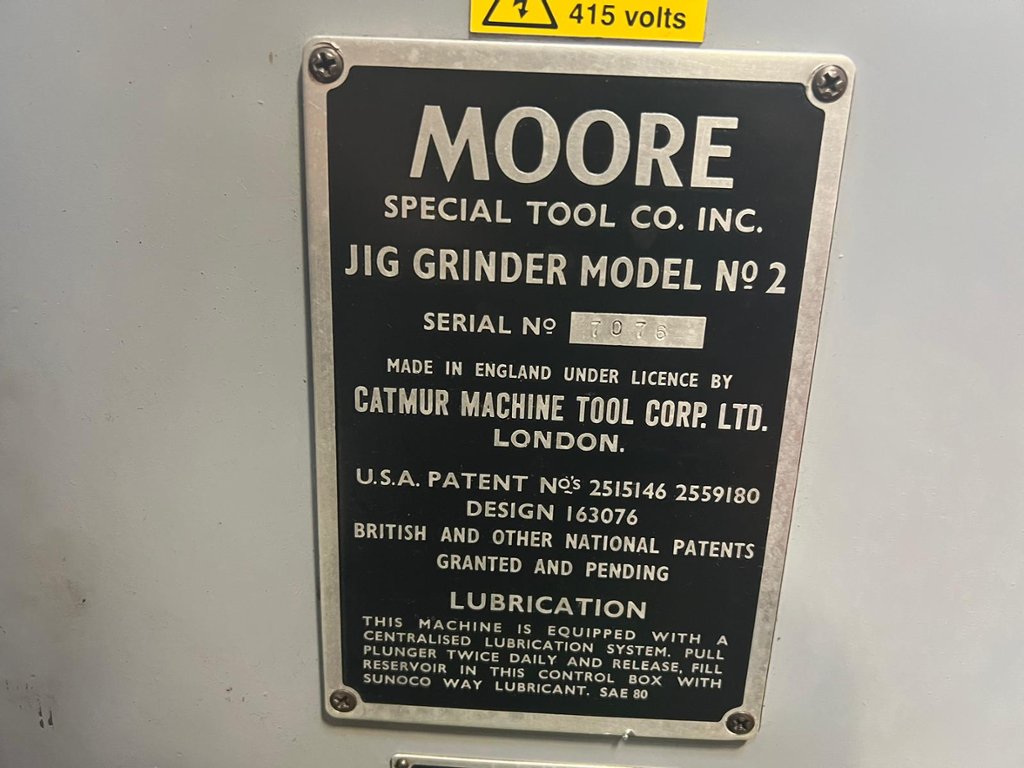 415 volts
MOORE
SPECIAL TOOL CO. INC.
JIG GRINDER MODEL Nº 2
SERIAL Nº 7076
MADE IN ENGLAND UNDER LICENCE BY
CATMUR MACHINE TOOL CORP. LTD.
LONDON.
U.S.A. PATENT Nº'S 2515146 2559180
DESIGN 163076
BRITISH AND OTHER NATIONAL PATENTS
GRANTED AND PENDING
LUBRICATION
THIS MACHINE IS EQUIPPED WITH A
CENTRALISED LUBRICATION SYSTEM. PULL
PLUNGER TWICE DAILY AND RELEASE, FILL
RESERVOIR IN THIS CONTROL BOX WITH
SUNOCO WAY LUBRICANT. SAE 80